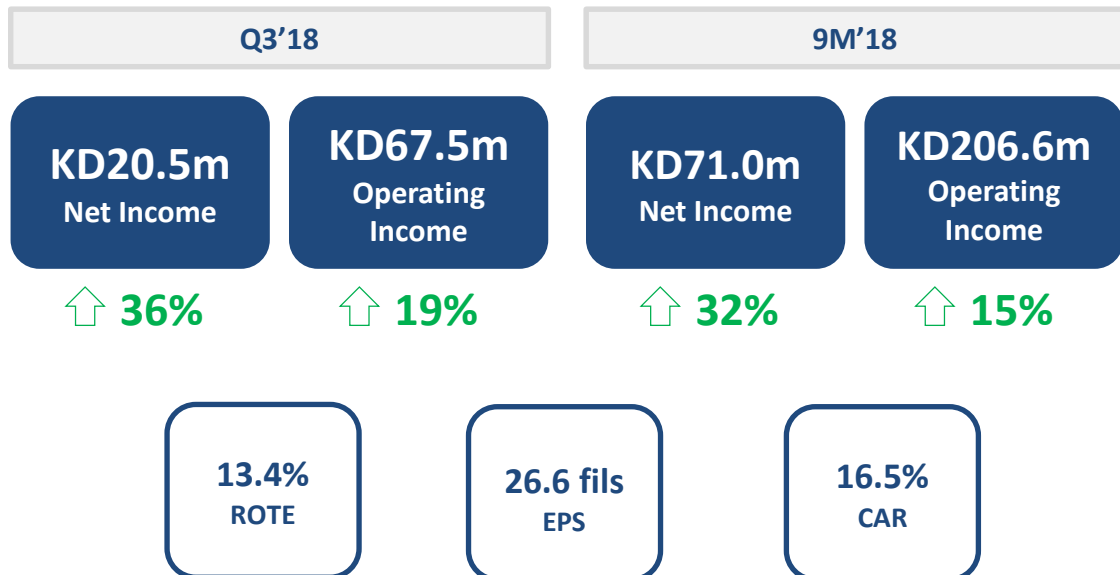 Q3’18
9M’18
KD20.5m
Net Income
KD67.5m
Operating
Income
KD71.0m
Net Income
KD206.6m
Operating
Income
36%
19%
32%
15%
13.4%
ROTE
26.6 fils
EPS
16.5%
CAR